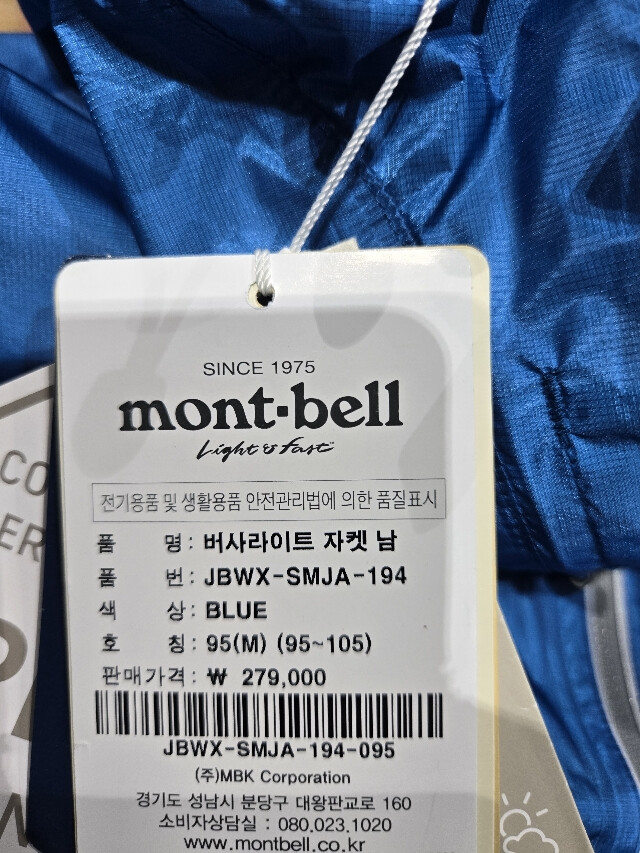 SINCE 1975
mont-bell
Light & Fast
전기용품 및 생활용품 안전관리법에 의한 품질표시
품 명 : 버사라이트 자켓 남
품 번 : JBWX-SMJA-194
색 상 : BLUE
호 칭 : 95(M) (95~105)
판매가격 : ₩ 279,000
JBWX-SMJA-194-095
(주)MBK Corporation
경기도 성남시 분당구 대왕판교로 160
소비자상담실 : 080.023.1020
www.montbell.co.kr
CO
ER